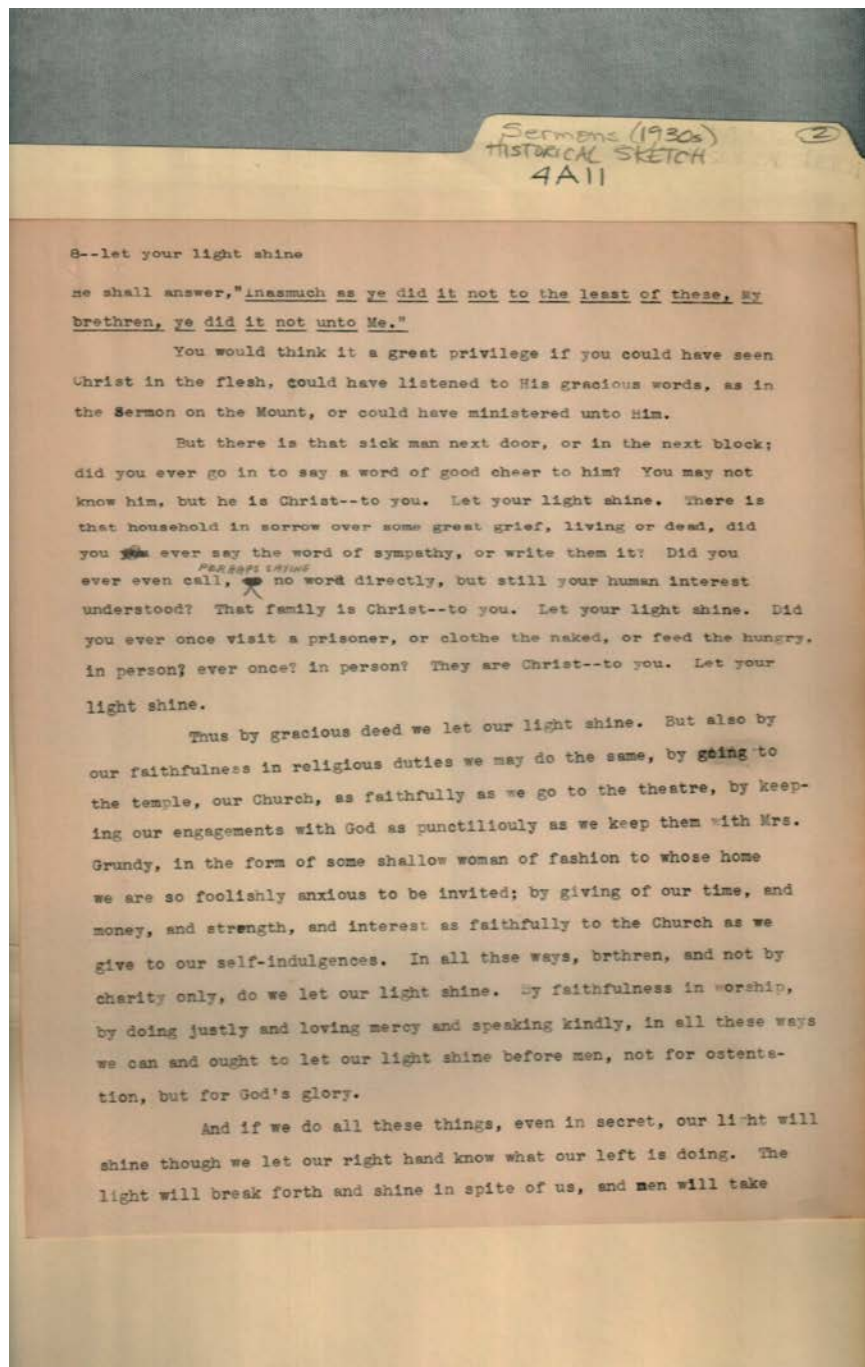 Sermons (1930s) 2
HISTORICAL SKETCH
4A11
8--let your light shine
He shall answer,"Inasmuch as ye did it not to the least of these, My
brethren, ye did it not unto Me."
You would think it a great privilege if you could have seen
Christ in the flesh, could have listened to His gracious words, as in
the Sermon on the Mount, or could have ministered unto Him.
But there is that sick man next door, or in the next block;
did you ever go in to say a word of good cheer to him? You may not
know him, but he is Christ--to you. Let your light shine. There is
that household in sorrow over some great grief, living or dead, did
you ever say the word of sympathy, or write them it? Did you
PERHAPS SAYING
ever even call, no word directly, but still your human interest
understood? That family is Christ--to you. Let your light shine. Did
you ever once visit a prisoner, or clothe the naked, or feed the hungry,
in person? ever once? in person? They are Christ--to you. Let your
light shine.
Thus by gracious deed we let our light shine. But also by
our faithfulness in religious duties we may do the same, by going to
the temple, our Church, as faithfully as we go to the theatre, by keep-
ing our engagements with God as punctiliouly as we keep them with Mrs.
Grundy, in the form of some shallow woman of fashion to whose home
we are so foolishly anxious to be invited; by giving of our time, and
money, and strength, and interest as faithfully to the Church as we
give to our self-indulgences. In all thse ways, brthren, and not by
charity only, do we let our light shine. By faithfulness in worship,
by doing justly and loving mercy and speaking kindly, in all these ways
we can and ought to let our light shine before men, not for ostenta-
tion, but for God's glory.
And if we do all these things, even in secret, our light will
shine though we let our right hand know what our left is doing. The
light will break forth and shine in spite of us, and men will take